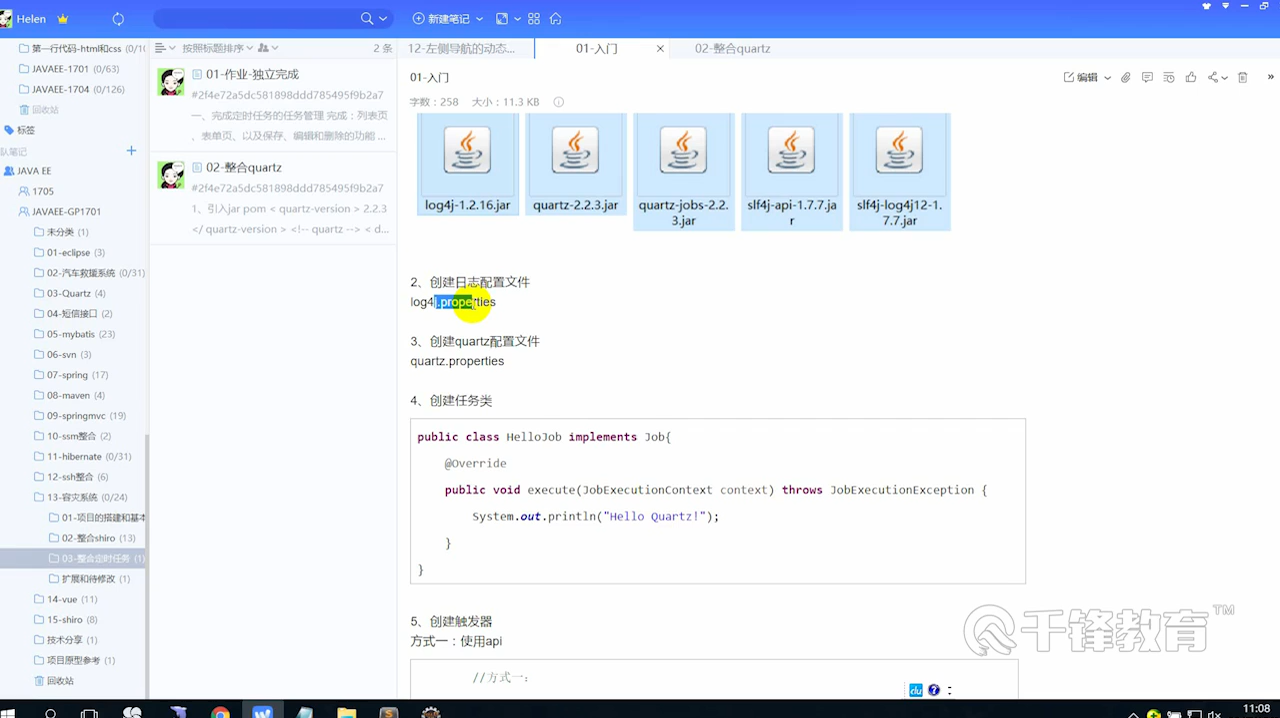 Helen
新建笔记
第一行代码-html和css (0/10
JAVAEE-1701 (0/63)
JAVAEE-1704 (0/126)
回收站
标签
队笔记
JAVA EE
1705
JAVAEE-GP1701
未分类 (1)
01-eclipse (3)
02-汽车救援系统 (0/31)
03-Quartz (4)
04-短信接口 (2)
05-mybatis (23)
06-svn (3)
07-spring (17)
08-maven (4)
09-springmvc (19)
10-ssm整合 (2)
11-hibernate (0/31)
12-ssh整合 (6)
13-容灾系统 (0/24)
01-项目的搭建和基本
02-整合shiro (13)
03-整合定时任务 (1)
扩展和待修改 (1)
14-vue (11)
15-shiro (8)
技术分享 (1)
项目原型参考 (1)
回收站
按照标题排序
2 条
01-作业-独立完成
#2f4e72a5dc581898ddd785495f9b2a7
一、完成定时任务的任务管理 完成：列表页
、表单页、以及保存、编辑和删除的功能 ...
02-整合quartz
#2f4e72a5dc581898ddd785495f9b2a7
1、引入jar pom < quartz-version > 2.2.3
</ quartz-version > <!-- quartz --> < d...
12-左侧导航的动态...
01-入门
02-整合quartz
01-入门
编辑
字数：258 大小：11.3 KB
log4j-1.2.16.jar
quartz-2.2.3.jar
quartz-jobs-2.2.
3.jar
slf4j-api-1.7.7.ja
r
slf4j-log4j12-1.
7.7.jar
2、创建日志配置文件
log4j.properties
3、创建quartz配置文件
quartz.properties
4、创建任务类
public class HelloJob implements Job{
@Override
public void execute(JobExecutionContext context) throws JobExecutionException {
System.out.println("Hello Quartz!");
}
}
5、创建触发器
方式一：使用api
//方式一：
千锋教育™
du
11:08